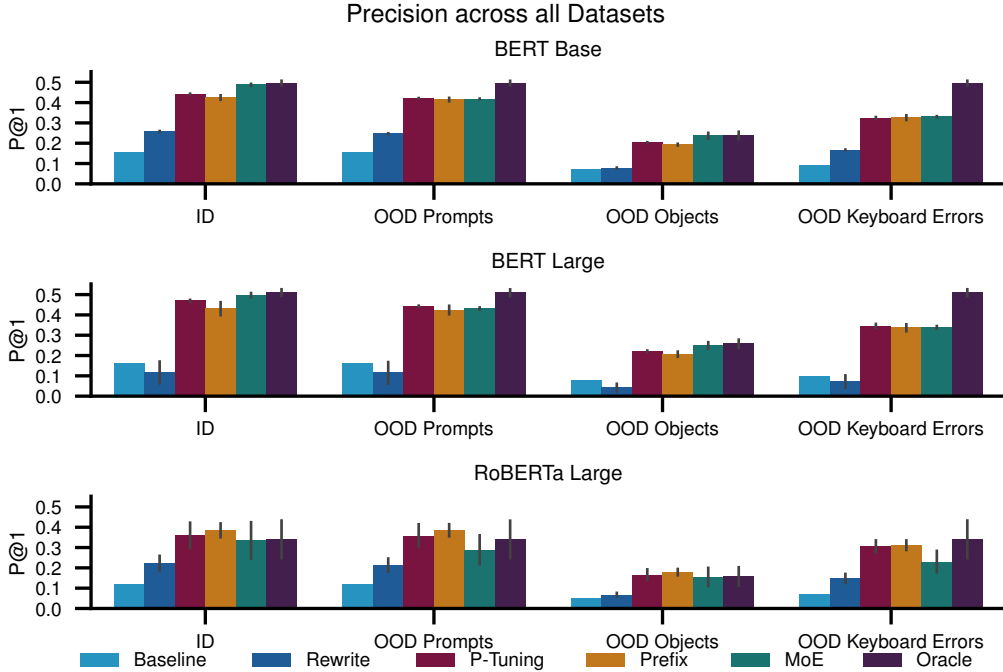 Precision across all Datasets
BERT Base
P@1
0.5
0.4
0.3
0.2
0.1
0.0
ID OOD Prompts OOD Objects OOD Keyboard Errors
BERT Large
P@1
0.5
0.4
0.3
0.2
0.1
0.0
ID OOD Prompts OOD Objects OOD Keyboard Errors
RoBERTa Large
P@1
0.5
0.4
0.3
0.2
0.1
0.0
ID OOD Prompts OOD Objects OOD Keyboard Errors
Baseline Rewrite P-Tuning Prefix MoE Oracle